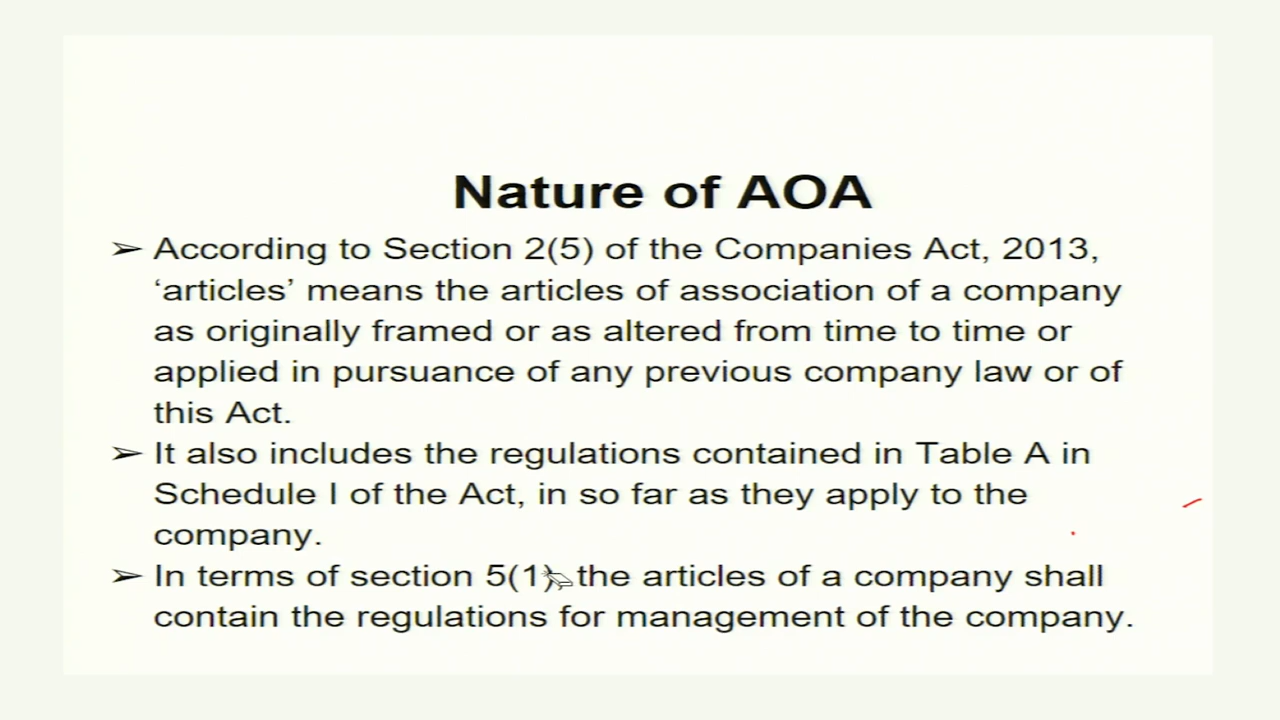 Nature of AOA
➢ According to Section 2(5) of the Companies Act, 2013,
‘articles’ means the articles of association of a company
as originally framed or as altered from time to time or
applied in pursuance of any previous company law or of
this Act.
➢ It also includes the regulations contained in Table A in
Schedule I of the Act, in so far as they apply to the
company.
➢ In terms of section 5(1), the articles of a company shall
contain the regulations for management of the company.